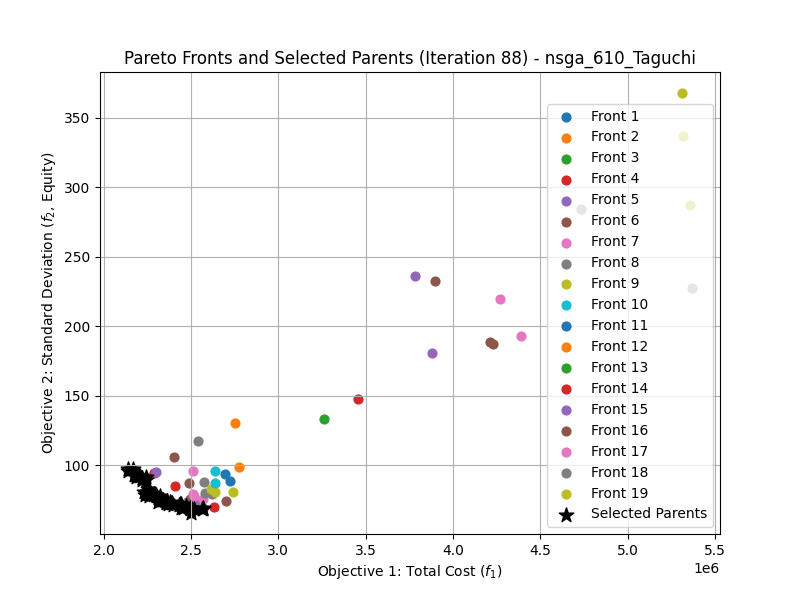 Pareto Fronts and Selected Parents (Iteration 88) - nsga_610_Taguchi
Objective 2: Standard Deviation (f₂, Equity)
350
300
250
200
150
100
2.0 2.5 3.0 3.5 4.0 4.5 5.0 5.5
1e6
Objective 1: Total Cost (f₁)
Front 1
Front 2
Front 3
Front 4
Front 5
Front 6
Front 7
Front 8
Front 9
Front 10
Front 11
Front 12
Front 13
Front 14
Front 15
Front 16
Front 17
Front 18
Front 19
Selected Parents